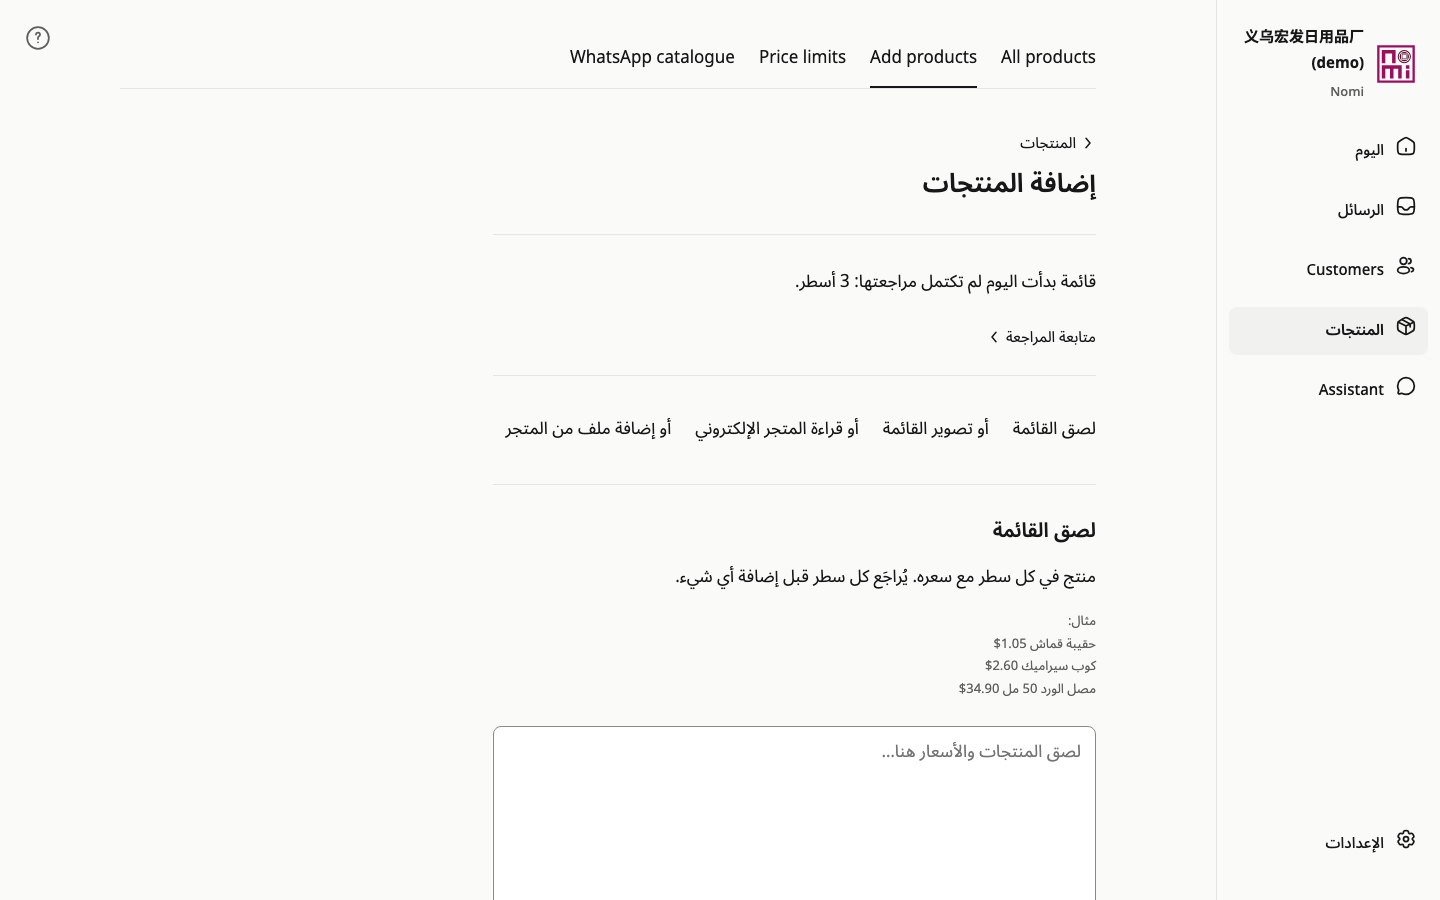 义乌宏发日用品厂
(demo)
Nomi
اليوم
الرسائل
Customers
المنتجات
Assistant
الإعدادات
All products
Add products
Price limits
WhatsApp catalogue
المنتجات
إضافة المنتجات
قائمة بدأت اليوم لم تكتمل مراجعتها: 3 أسطر.
متابعة المراجعة
لصق القائمة
أو تصوير القائمة
أو قراءة المتجر الإلكتروني
أو إضافة ملف من المتجر
لصق القائمة
منتج في كل سطر مع سعره. يُراجَع كل سطر قبل إضافة أي شيء.
مثال:
حقيبة قماش 1.05$
كوب سيراميك 2.60$
مصل الورد 50 مل 34.90$
لصق المنتجات والأسعار هنا...